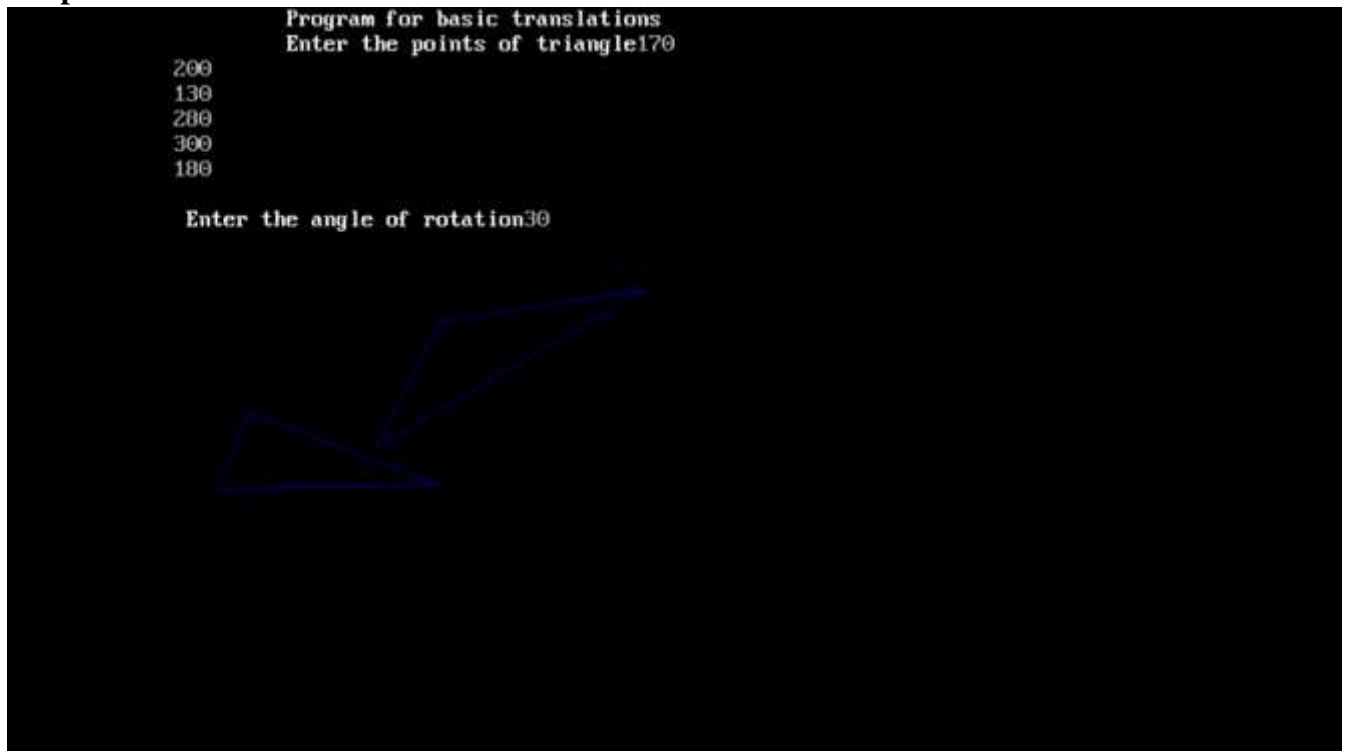 Program for basic translations
Enter the points of triangle170
200
130
280
300
180
Enter the angle of rotation30